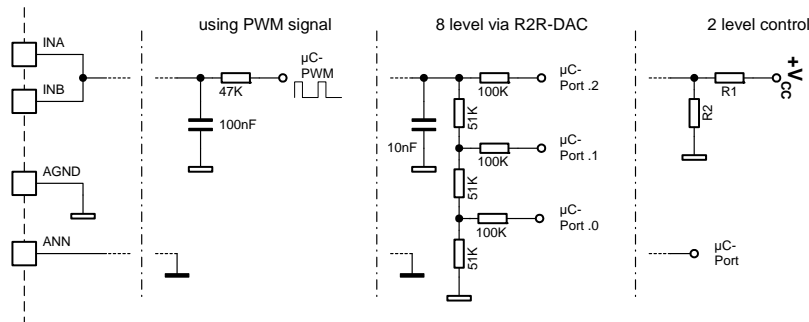 using PWM signal
8 level via R2R-DAC
2 level control
INA
INB
AGND
ANN
47K
µC-
PWM
100nF
100K
µC-
Port .2
51K
10nF
100K
µC-
Port .1
51K
100K
µC-
Port .0
51K
R1
+VCC
R2
µC-
Port